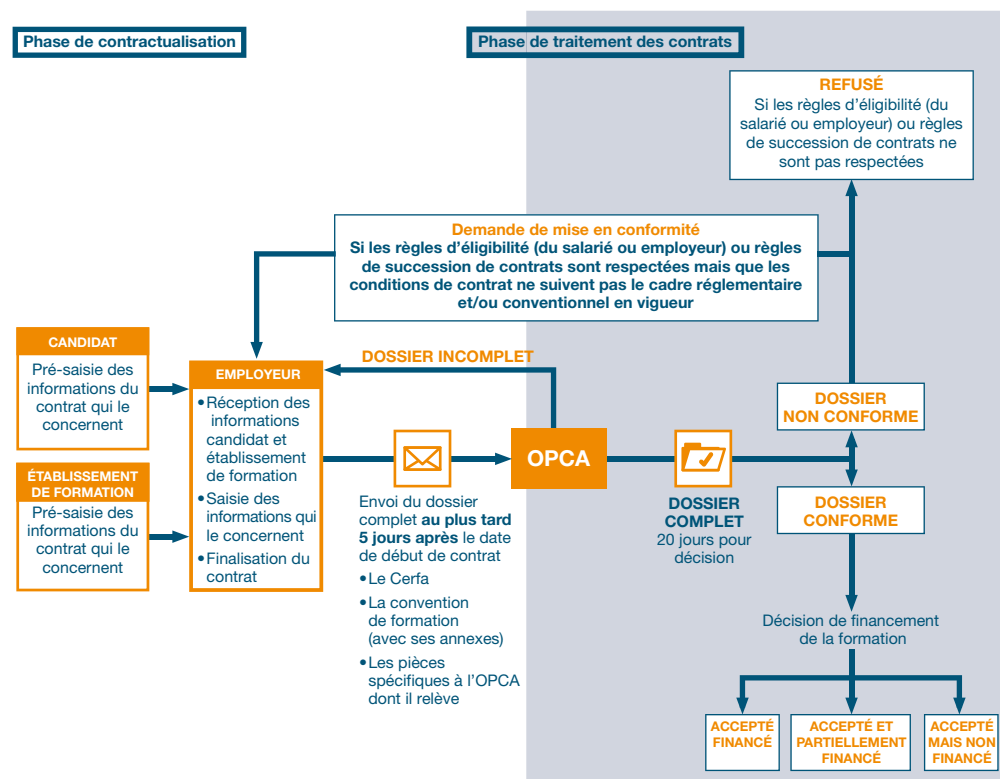 Phase de contractualisation
Phase de traitement des contrats
REFUSÉ
Si les règles d'éligibilité (du
salarié ou employeur) ou règles
de succession de contrats ne
sont pas respectées
Demande de mise en conformité
Si les règles d'éligibilité (du salarié ou employeur) ou règles
de succession de contrats sont respectées mais que les
conditions de contrat ne suivent pas le cadre réglementaire
et/ou conventionnel en vigueur
CANDIDAT
Pré-saisie des
informations du
contrat qui le
concernent
ÉTABLISSEMENT
DE FORMATION
Pré-saisie des
informations du
contrat qui le
concernent
EMPLOYEUR
•Réception des
informations
candidat et
établissement
de formation
•Saisie des
informations qui
le concernent
•Finalisation du
contrat
DOSSIER INCOMPLET
Envoi du dossier
complet au plus tard
5 jours après le date
de début de contrat
•Le Cerfa
•La convention
de formation
(avec ses annexes)
•Les pièces
spécifiques à l'OPCA
dont il relève
OPCA
DOSSIER
COMPLET
20 jours pour
décision
DOSSIER
NON CONFORME
DOSSIER
CONFORME
Décision de financement
de la formation
ACCEPTÉ
FINANCÉ
ACCEPTÉ ET
PARTIELLEMENT
FINANCÉ
ACCEPTÉ
MAIS NON
FINANCÉ